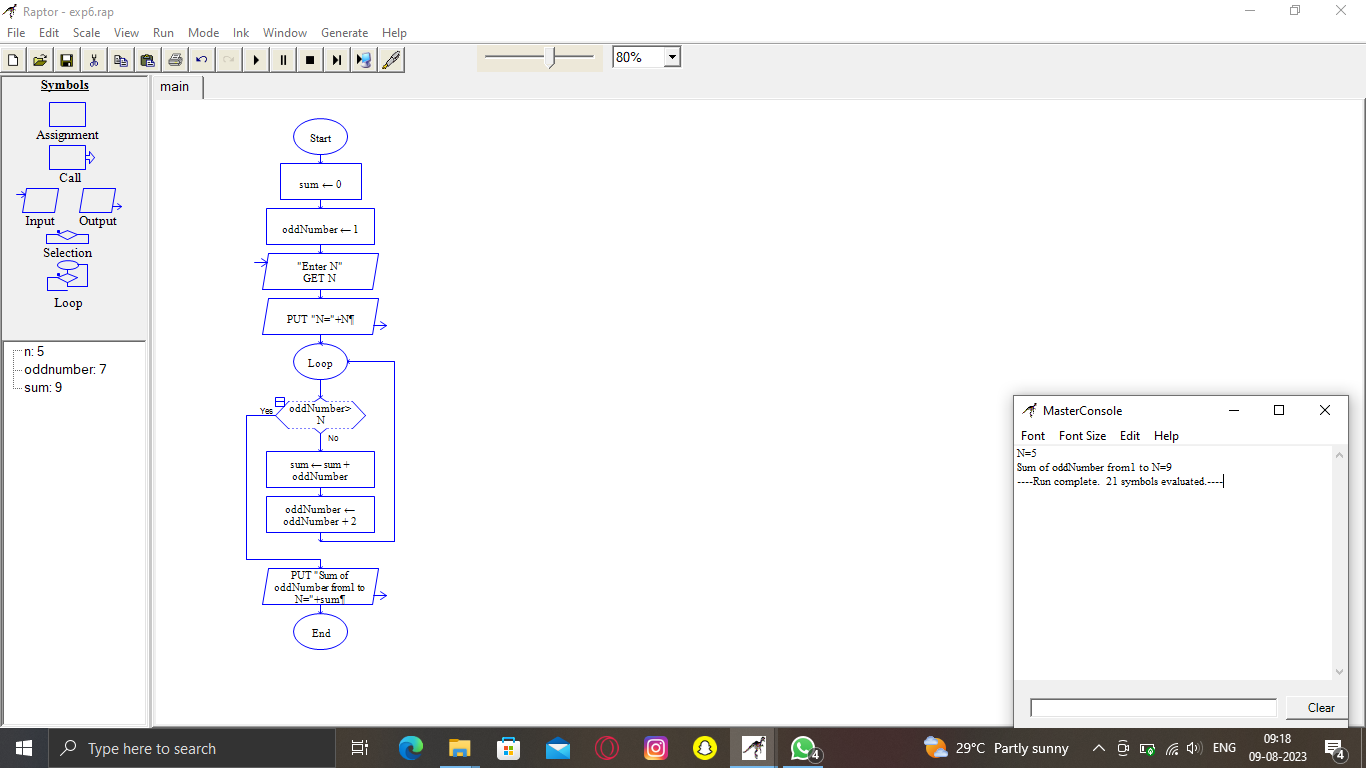 Raptor - exp6.rap
File Edit Scale View Run Mode Ink Window Generate Help
80%
Symbols
Assignment
Call
Input Output
Selection
Loop
n: 5
oddnumber: 7
sum: 9
main
Start
sum ← 0
oddNumber ← 1
"Enter N"
GET N
PUT "N="+N¶
Loop
Yes
oddNumber>
N
No
sum ← sum +
oddNumber
oddNumber ←
oddNumber + 2
PUT "Sum of
oddNumber from1 to
N="+sum¶
End
MasterConsole
Font Font Size Edit Help
N=5
Sum of oddNumber from1 to N=9
----Run complete.  21 symbols evaluated.----
Clear
Type here to search
4
29°C Partly sunny
ENG
09:18
09-08-2023
4